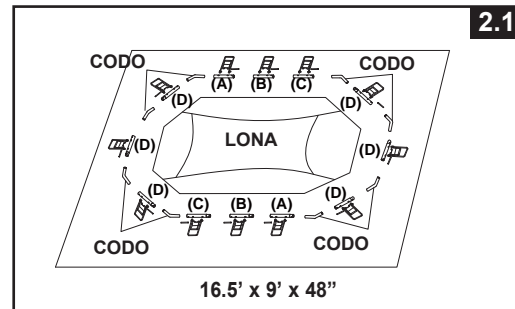 2.1
CODO CODO
(A) (B) (C)
(D) (D)
(D) LONA (D)
(D) (D)
(C) (B) (A)
CODO CODO
16.5’ x 9’ x 48”